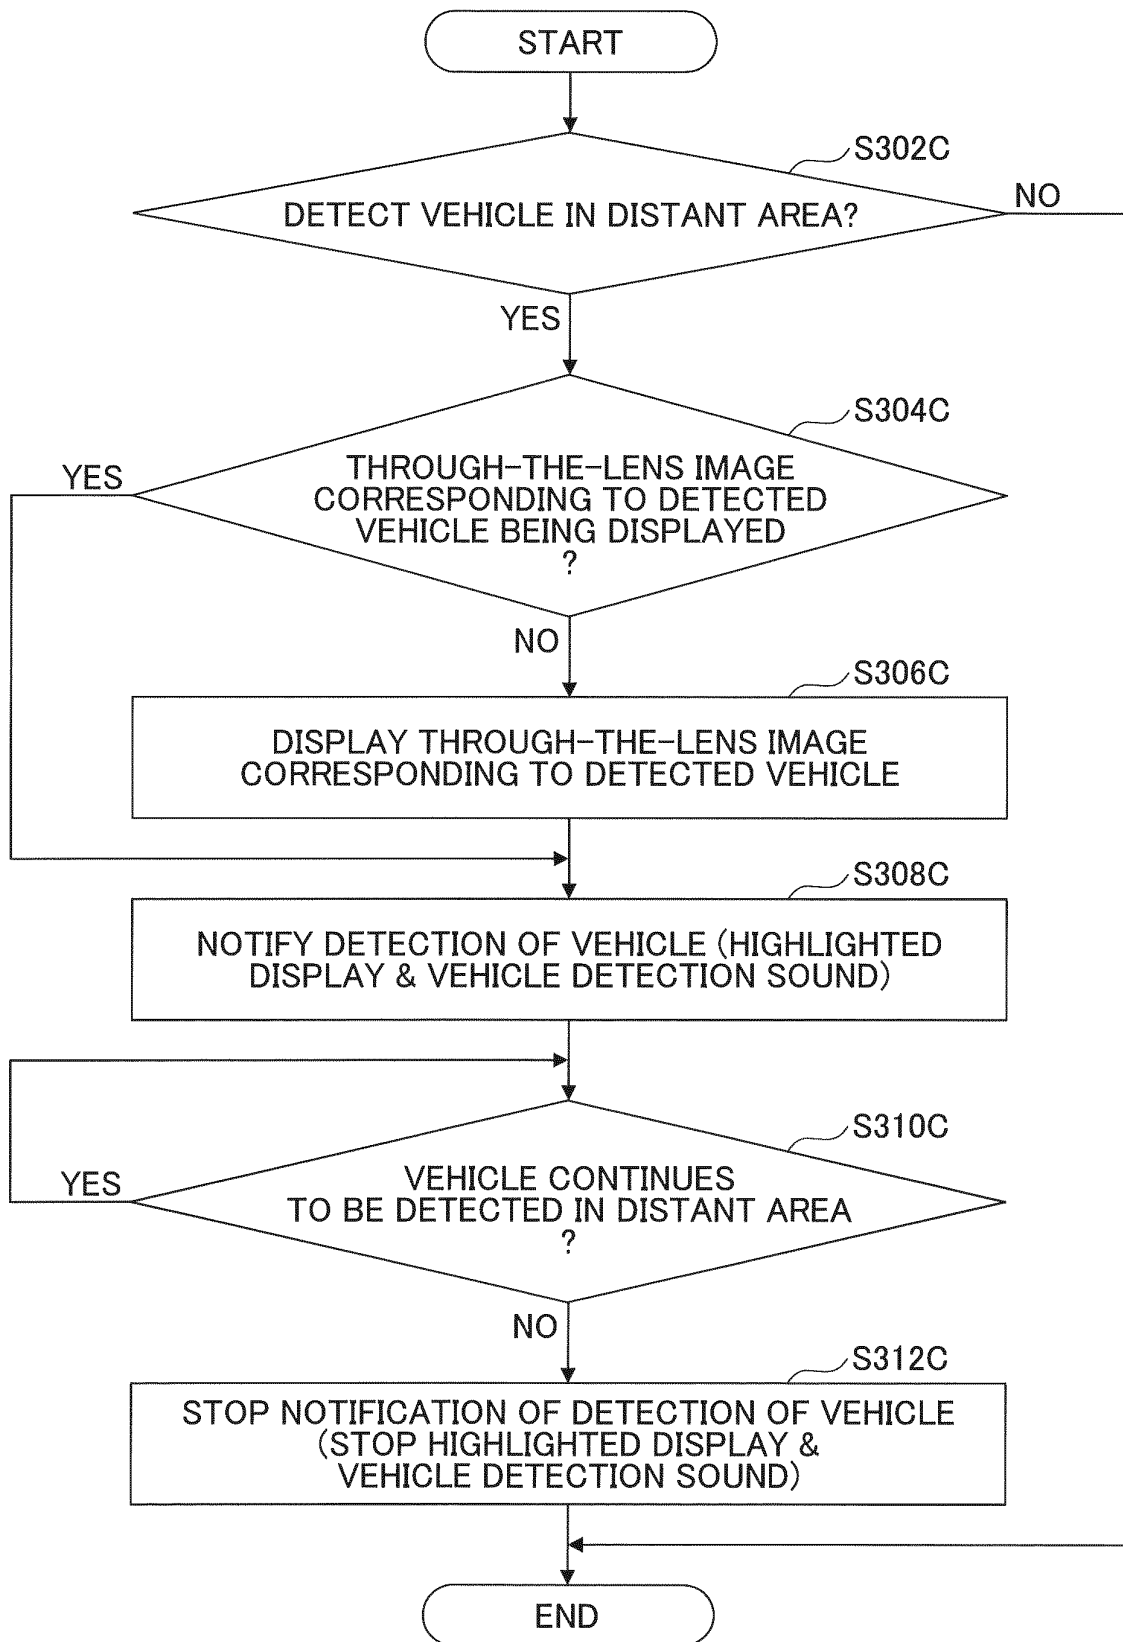 START
S302C
DETECT VEHICLE IN DISTANT AREA?
NO
YES
S304C
YES
THROUGH-THE-LENS IMAGE
CORRESPONDING TO DETECTED
VEHICLE BEING DISPLAYED
?
NO
S306C
DISPLAY THROUGH-THE-LENS IMAGE
CORRESPONDING TO DETECTED VEHICLE
S308C
NOTIFY DETECTION OF VEHICLE (HIGHLIGHTED
DISPLAY & VEHICLE DETECTION SOUND)
S310C
YES
VEHICLE CONTINUES
TO BE DETECTED IN DISTANT AREA
?
NO
S312C
STOP NOTIFICATION OF DETECTION OF VEHICLE
(STOP HIGHLIGHTED DISPLAY &
VEHICLE DETECTION SOUND)
END